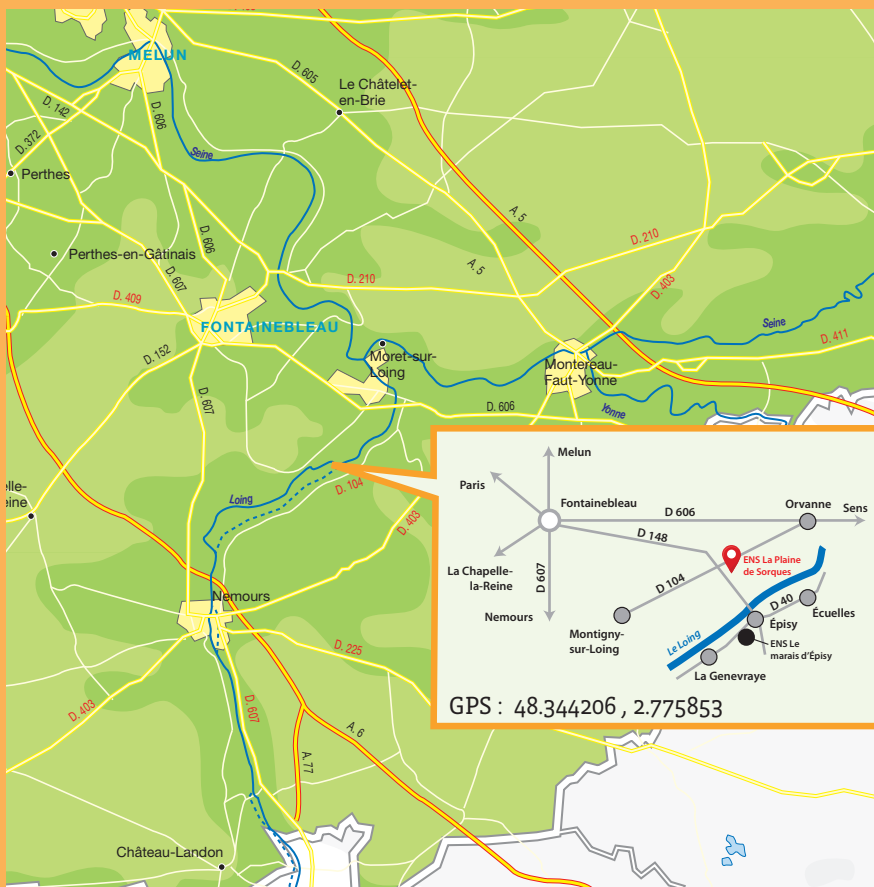 MELUN
D. 605
Le Châtelet-
en-Brie
D. 142
D. 606
D. 372
Seine
Perthes
A. 5
D. 210
D. 606
Perthes-en-Gâtinais
A. 5
D. 607
D. 210
D. 403
D. 409
Seine
FONTAINEBLEAU
D. 411
D. 152
Moret-sur-
Loing
Montereau-
Faut-Yonne
D. 607
D. 606
Yonne
elle-
eine
Loing
D. 104
D. 403
Nemours
D. 225
D. 403
D. 607
A. 6
A. 77
Château-Landon
Melun
Paris
Fontainebleau
D 606
Orvanne
Sens
D 148
ENS La Plaine
de Sorques
La Chapelle-
la-Reine
D 607
D 104
D 40
Nemours
Écuelles
Épisy
Montigny-
sur-Loing
Le Loing
ENS Le
marais d'Épisy
La Genevraye
GPS : 48.344206 , 2.775853